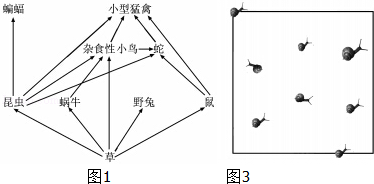 蝙蝠 小型猛禽
杂食性小鸟 蛇
昆虫 蜗牛 野兔 鼠
草
图1 图3